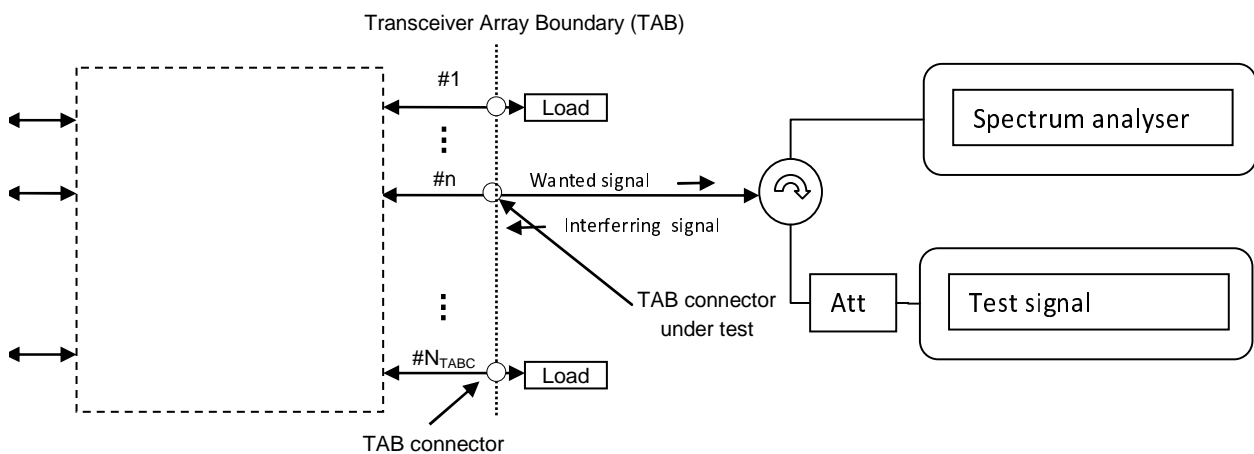 Transceiver Array Boundary (TAB)
#1
Load
Spectrum analyser
#n
Wanted signal
Interferring signal
TAB connector
under test
Att
Test signal
#N_TABC
Load
TAB connector